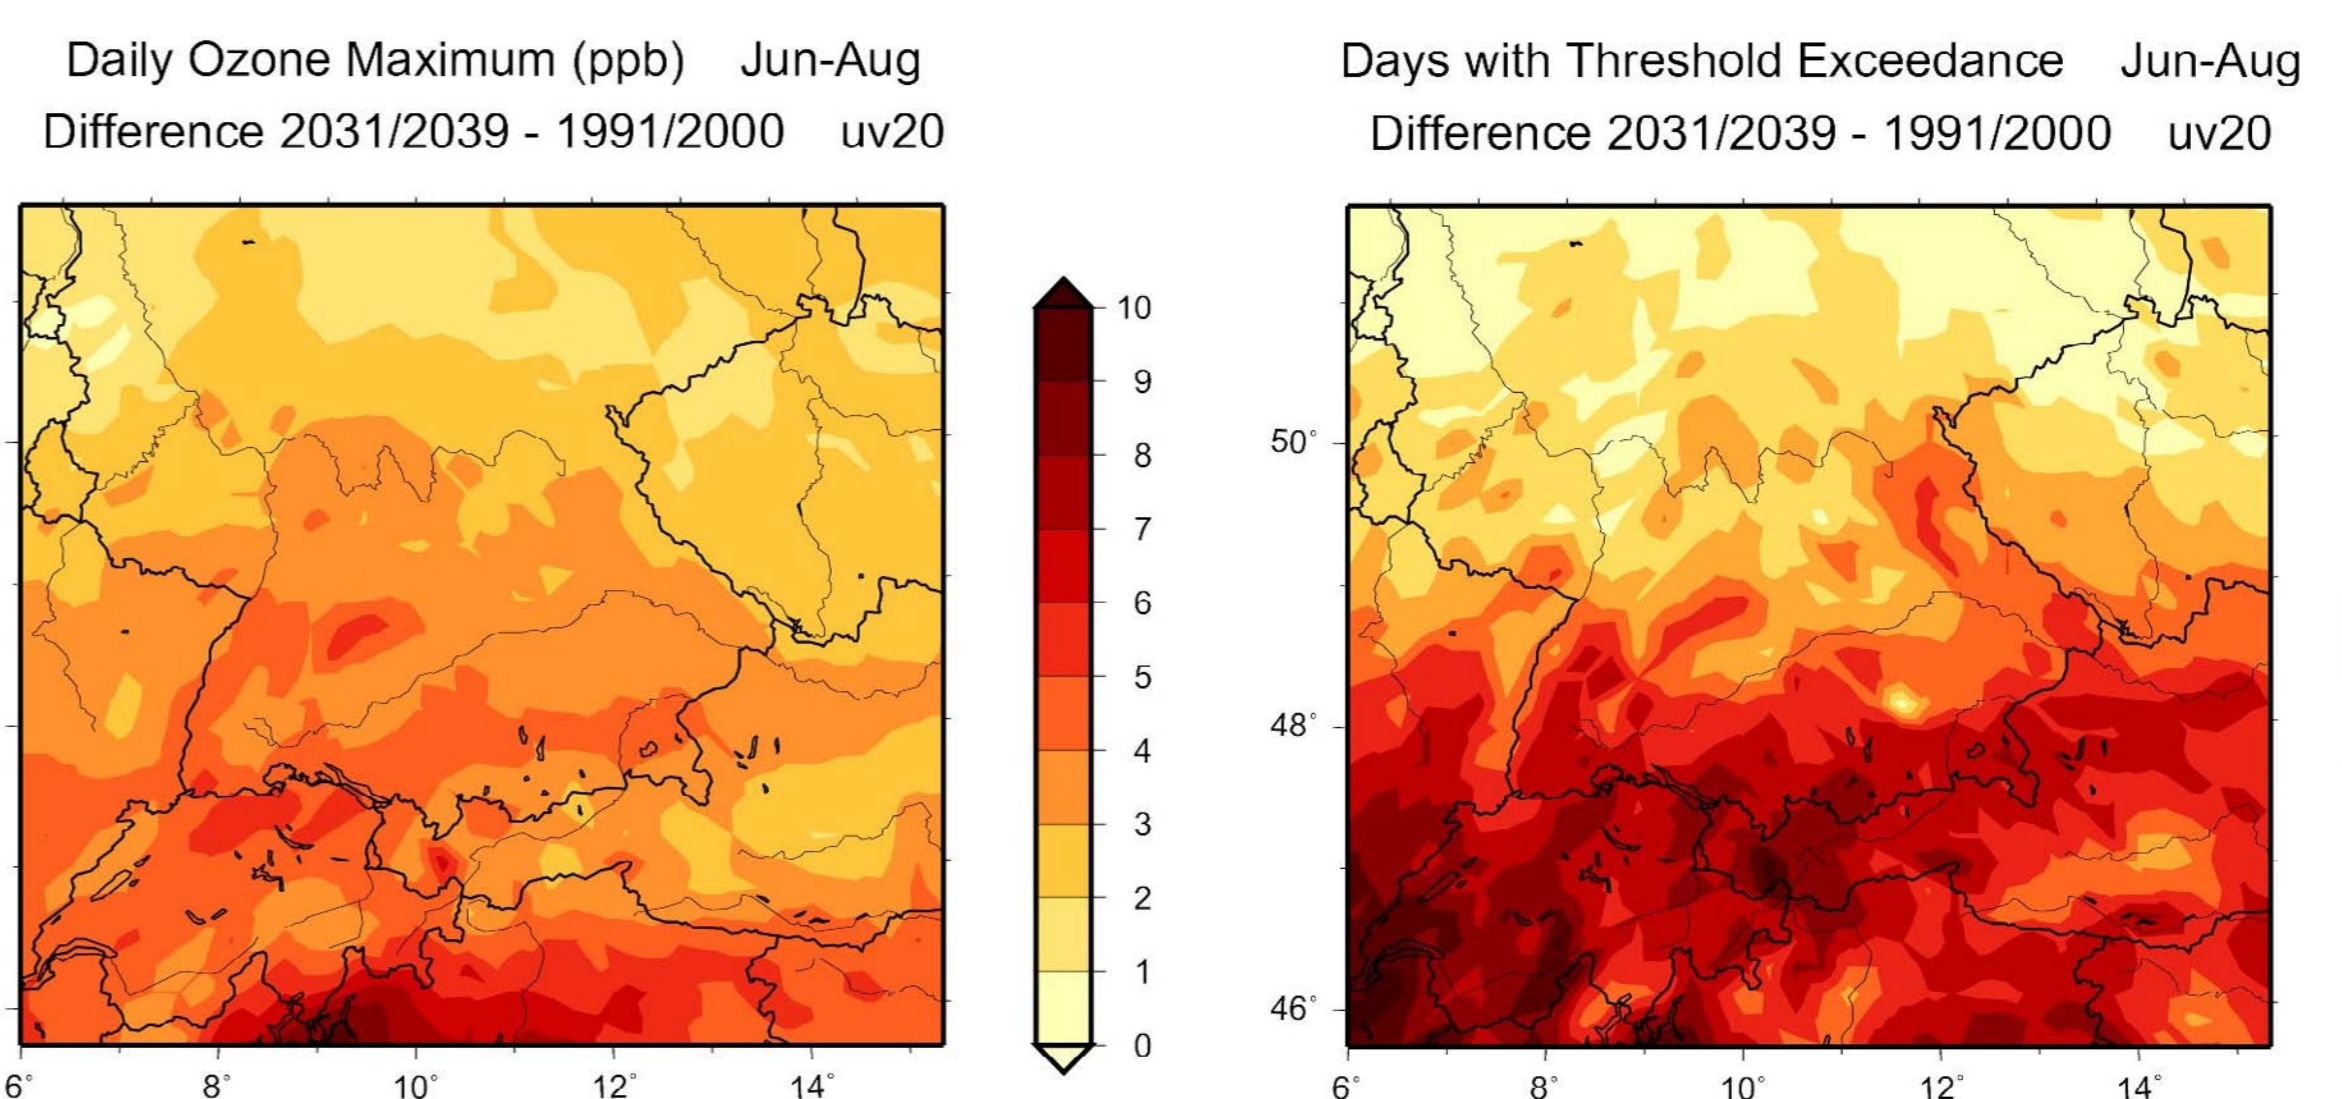 Daily Ozone Maximum (ppb) Jun-Aug
Difference 2031/2039 - 1991/2000 uv20
6° 8° 10° 12° 14°
10
9
8
7
6
5
4
3
2
1
0
Days with Threshold Exceedance Jun-Aug
Difference 2031/2039 - 1991/2000 uv20
50°
48°
46°
6° 8° 10° 12° 14°